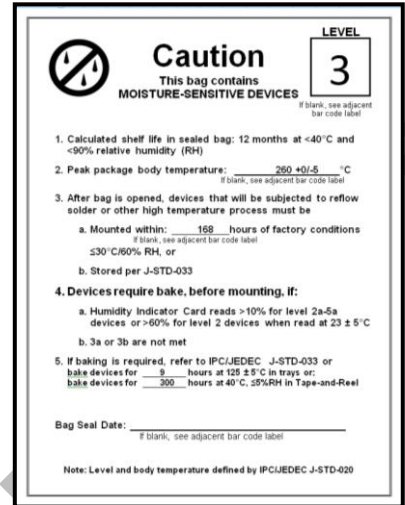 LEVEL
Caution
3
This bag contains
MOISTURE-SENSITIVE DEVICES
If blank, see adjacent
bar code label
1. Calculated shelf life in sealed bag: 12 months at <40°C and
<90% relative humidity (RH)
2. Peak package body temperature: 260 +0/-5 °C
If blank, see adjacent bar code label
3. After bag is opened, devices that will be subjected to reflow
solder or other high temperature process must be
a. Mounted within: 168 hours of factory conditions
If blank, see adjacent bar code label
≤30°C/60% RH, or
b. Stored per J-STD-033
4. Devices require bake, before mounting, if:
a. Humidity Indicator Card reads >10% for level 2a-5a
devices or >60% for level 2 devices when read at 23 ± 5°C
b. 3a or 3b are not met
5. If baking is required, refer to IPC/JEDEC J-STD-033 or
bake devices for 9 hours at 125 ±5°C in trays or;
bake devices for 300 hours at 40°C, ≤5%RH in Tape-and-Reel
Bag Seal Date:
If blank, see adjacent bar code label
Note: Level and body temperature defined by IPC/JEDEC J-STD-020